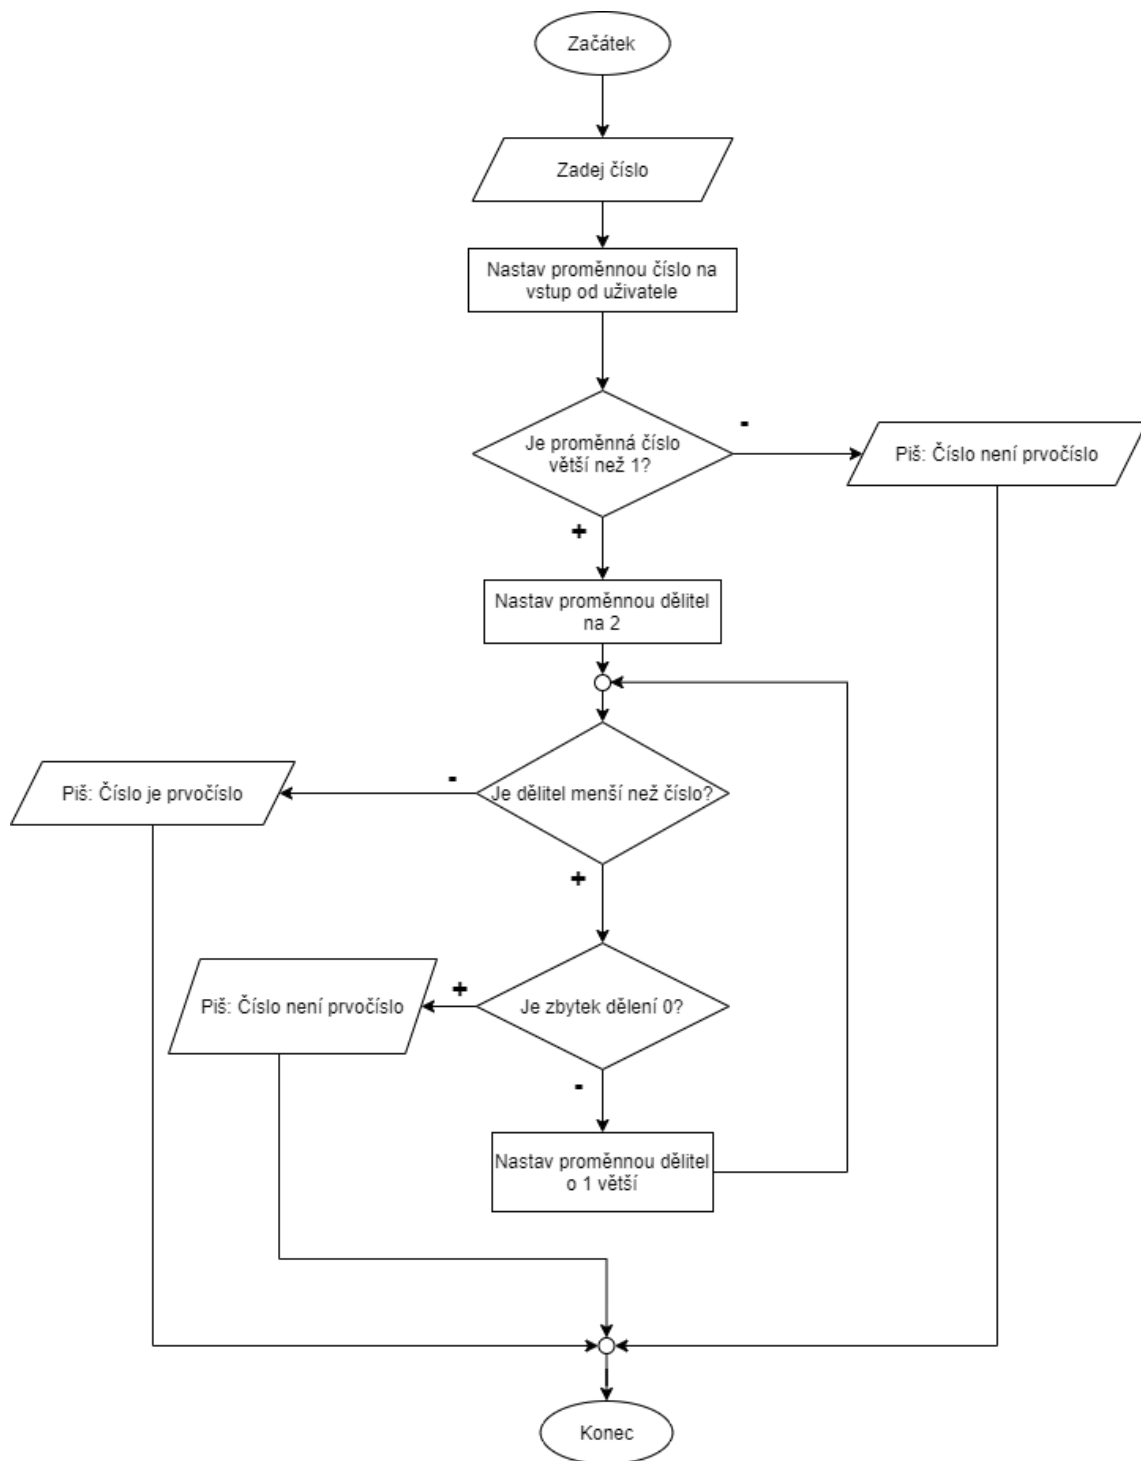 Začátek
Zadej číslo
Nastav proměnnou číslo na
vstup od uživatele
Je proměnná číslo
větší než 1?
-
Piš: Číslo není prvočíslo
+
Nastav proměnnou dělitel
na 2
Piš: Číslo je prvočíslo
-
Je dělitel menší než číslo?
+
Piš: Číslo není prvočíslo
+
Je zbytek dělení 0?
-
Nastav proměnnou dělitel
o 1 větší
Konec